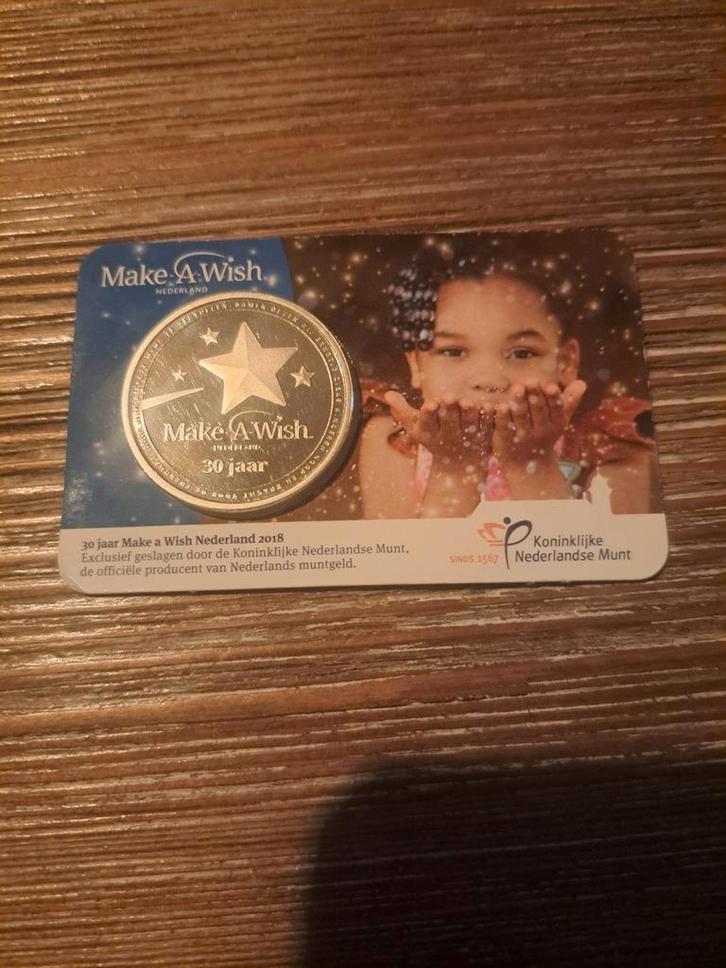 Make-A-Wish
NEDERLAND
Make-A-Wish
NEDERLAND
30 jaar
30 jaar Make a Wish Nederland 2018
Exclusief geslagen door de Koninklijke Nederlandse Munt,
de officiële producent van Nederlands muntgeld.
SINDS 1567
Koninklijke
Nederlandse Munt